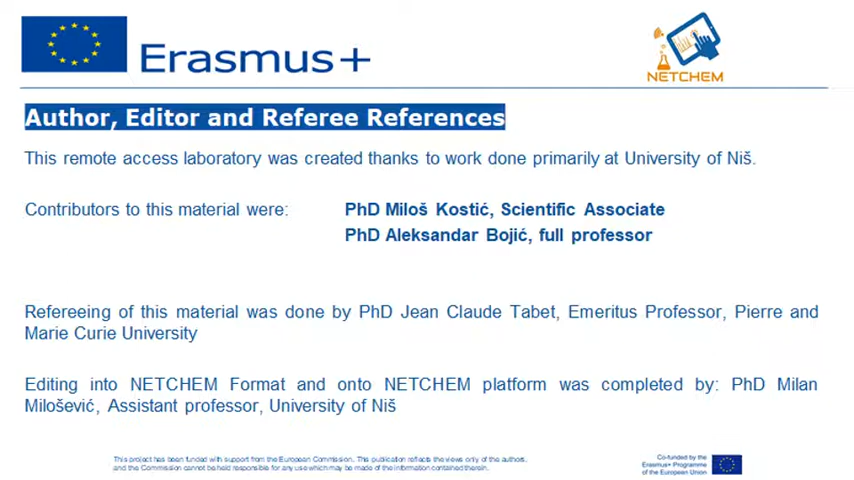 Erasmus+
NETCHEM
Author, Editor and Referee References
This remote access laboratory was created thanks to work done primarily at University of Niš.
Contributors to this material were: PhD Miloš Kostić, Scientific Associate
PhD Aleksandar Bojić, full professor
Refereeing of this material was done by PhD Jean Claude Tabet, Emeritus Professor, Pierre and
Marie Curie University
Editing into NETCHEM Format and onto NETCHEM platform was completed by: PhD Milan
Milošević, Assistant professor, University of Niš
This project has been funded with support from the European Commission. This publication reflects the views only of the authors,
and the Commission cannot be held responsible for any use which may be made of the information contained therein.
Co-funded by the
Erasmus+ Programme
of the European Union